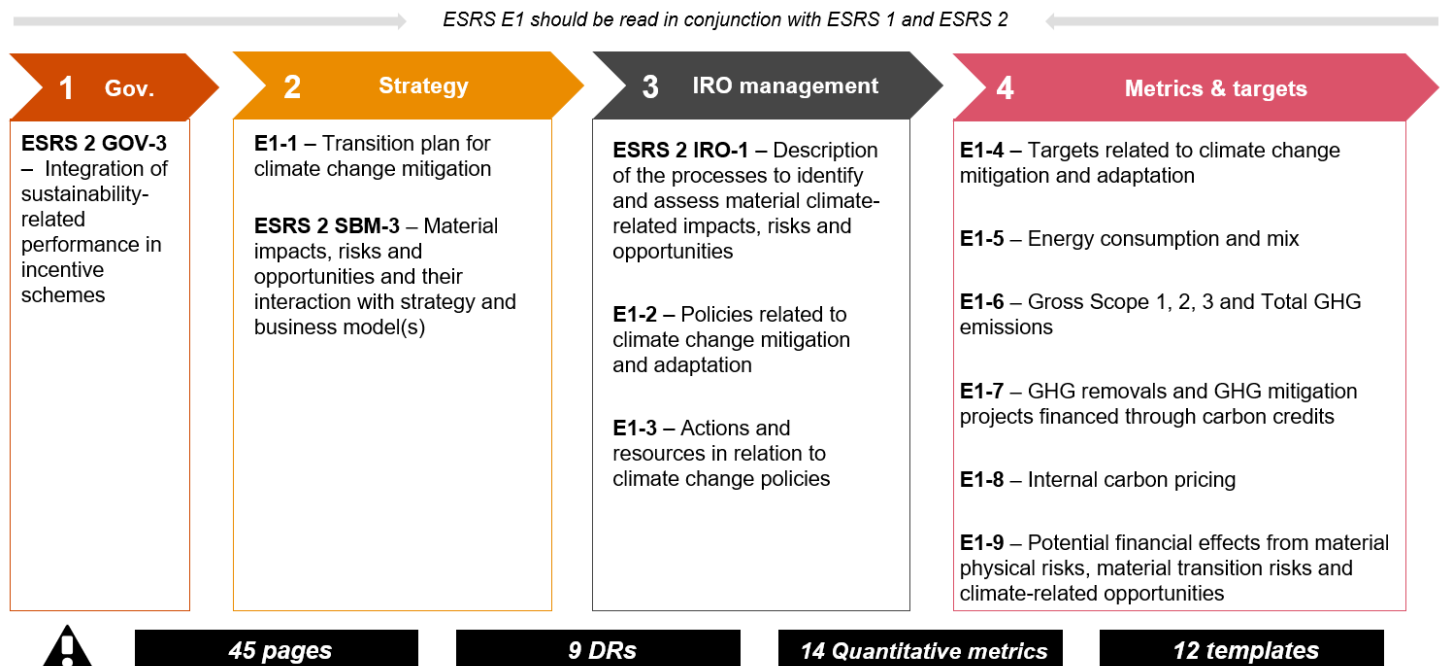 ESRS E1 should be read in conjunction with ESRS 1 and ESRS 2
1 Gov.
ESRS 2 GOV-3
– Integration of
sustainability-
related
performance in
incentive
schemes
2 Strategy
E1-1 – Transition plan for
climate change mitigation
ESRS 2 SBM-3 – Material
impacts, risks and
opportunities and their
interaction with strategy and
business model(s)
3 IRO management
ESRS 2 IRO-1 – Description
of the processes to identify
and assess material climate-
related impacts, risks and
opportunities
E1-2 – Policies related to
climate change mitigation
and adaptation
E1-3 – Actions and
resources in relation to
climate change policies
4 Metrics & targets
E1-4 – Targets related to climate change
mitigation and adaptation
E1-5 – Energy consumption and mix
E1-6 – Gross Scope 1, 2, 3 and Total GHG
emissions
E1-7 – GHG removals and GHG mitigation
projects financed through carbon credits
E1-8 – Internal carbon pricing
E1-9 – Potential financial effects from material
physical risks, material transition risks and
climate-related opportunities
45 pages
9 DRs
14 Quantitative metrics
12 templates